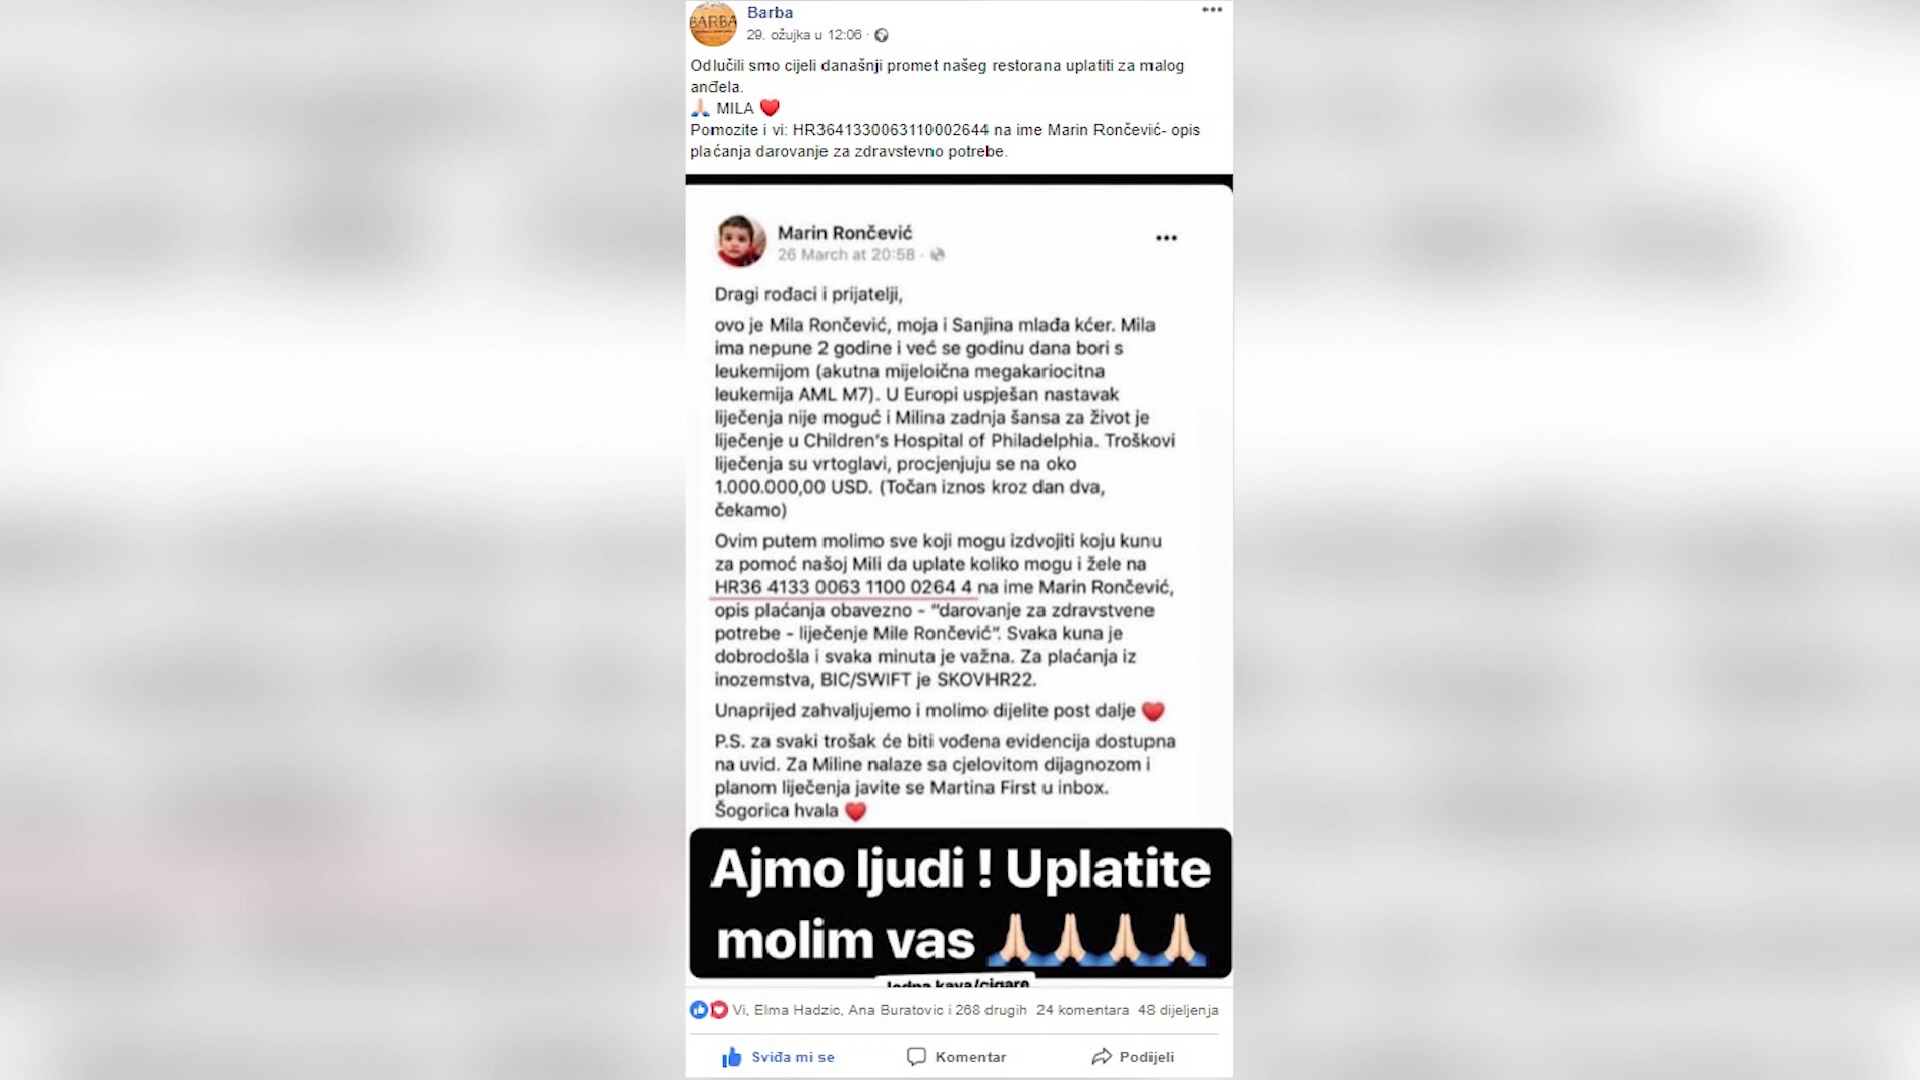 BARBA
Barba
29. ožujka u 12:06 ·
Odlučili smo cijeli današnji promet našeg restorana uplatiti za malog
anđela.
🙏🏻 MILA ❤️
Pomozite i vi: HR3641330063110002644 na ime Marin Rončević- opis
plaćanja darovanje za zdravstevno potrebe.
Marin Rončević
26 March at 20:58 ·
Dragi rođaci i prijatelji,
ovo je Mila Rončević, moja i Sanjina mlađa kćer. Mila
ima nepune 2 godine i već se godinu dana bori s
leukemijom (akutna mijeloična megakariocitna
leukemija AML M7). U Europi uspješan nastavak
liječenja nije moguć i Milina zadnja šansa za život je
liječenje u Children's Hospital of Philadelphia. Troškovi
liječenja su vrtoglavi, procjenjuju se na oko
1.000.000,00 USD. (Točan iznos kroz dan dva,
čekamo)
Ovim putem molimo sve koji mogu izdvojiti koju kunu
za pomoć našoj Mili da uplate koliko mogu i žele na
HR36 4133 0063 1100 0264 4 na ime Marin Rončević,
opis plaćanja obavezno - "darovanje za zdravstvene
potrebe - liječenje Mile Rončević". Svaka kuna je
dobrodošla i svaka minuta je važna. Za plaćanja iz
inozemstva, BIC/SWIFT je SKOVHR22.
Unaprijed zahvaljujemo i molimo dijelite post dalje ❤️
P.S. za svaki trošak će biti vođena evidencija dostupna
na uvid. Za Miline nalaze sa cjelovitom dijagnozom i
planom liječenja javite se Martina First u inbox.
Šogorica hvala ❤️
Ajmo ljudi ! Uplatite
molim vas 🙏🏻🙏🏻🙏🏻🙏🏻
Jedna kava/cigare
Vi, Elma Hadzic, Ana Buratovic i 268 drugih 24 komentara 48 dijeljenja
Sviđa mi se Komentar Podijeli